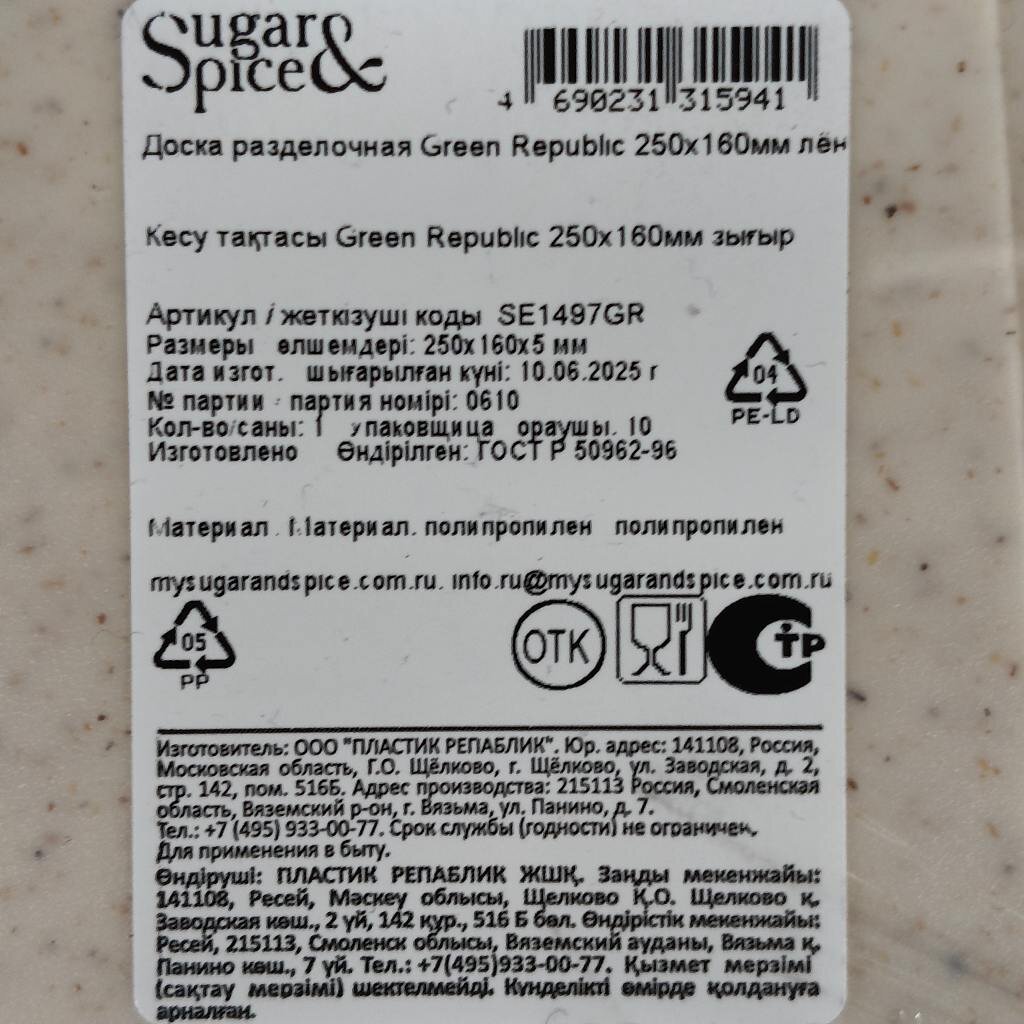 Sugar&
Spice
4 690231 315941
Доска разделочная Green Republic 250x160мм лён
Кесу тақтасы Green Republic 250x160мм зығыр
Артикул / жеткізуші коды SE1497GR
Размеры өлшемдері: 250x160x5 мм
Дата изгот. шығарылған күні: 10.06.2025 г
№ партии партия номірі: 0610
Кол-во/саны: 1 упаковщица ораушы. 10
Изготовлено Өндірілген: ГОСТ Р 50962-96
04
PE-LD
Материал. Материал. полипропилен полипропилен
mysugarandspice.com.ru. info.ru@mysugarandspice.com.ru
05
PP
ОТК
СТР
Изготовитель: ООО "ПЛАСТИК РЕПАБЛИК". Юр. адрес: 141108, Россия,
Московская область, Г.О. Щёлково, г. Щёлково, ул. Заводская, д. 2,
стр. 142, пом. 516Б. Адрес производства: 215113 Россия, Смоленская
область, Вяземский р-он, г. Вязьма, ул. Панино, д. 7.
Тел.: +7 (495) 933-00-77. Срок службы (годности) не ограничен.
Для применения в быту.
Өндіруші: ПЛАСТИК РЕПАБЛИК ЖШҚ. Заңды мекенжайы:
141108, Ресей, Мәскеу облысы, Щелково Қ.О. Щелково қ.
Заводская көш., 2 үй, 142 құр., 516 Б бөл. Өндірістік мекенжайы:
Ресей, 215113, Смоленск облысы, Вяземский ауданы, Вязьма қ.
Панино көш., 7 үй. Тел.: +7(495)933-00-77. Қызмет мерзімі
(сақтау мерзімі) шектелмейді. Күнделікті өмірде қолдануға
арналған.